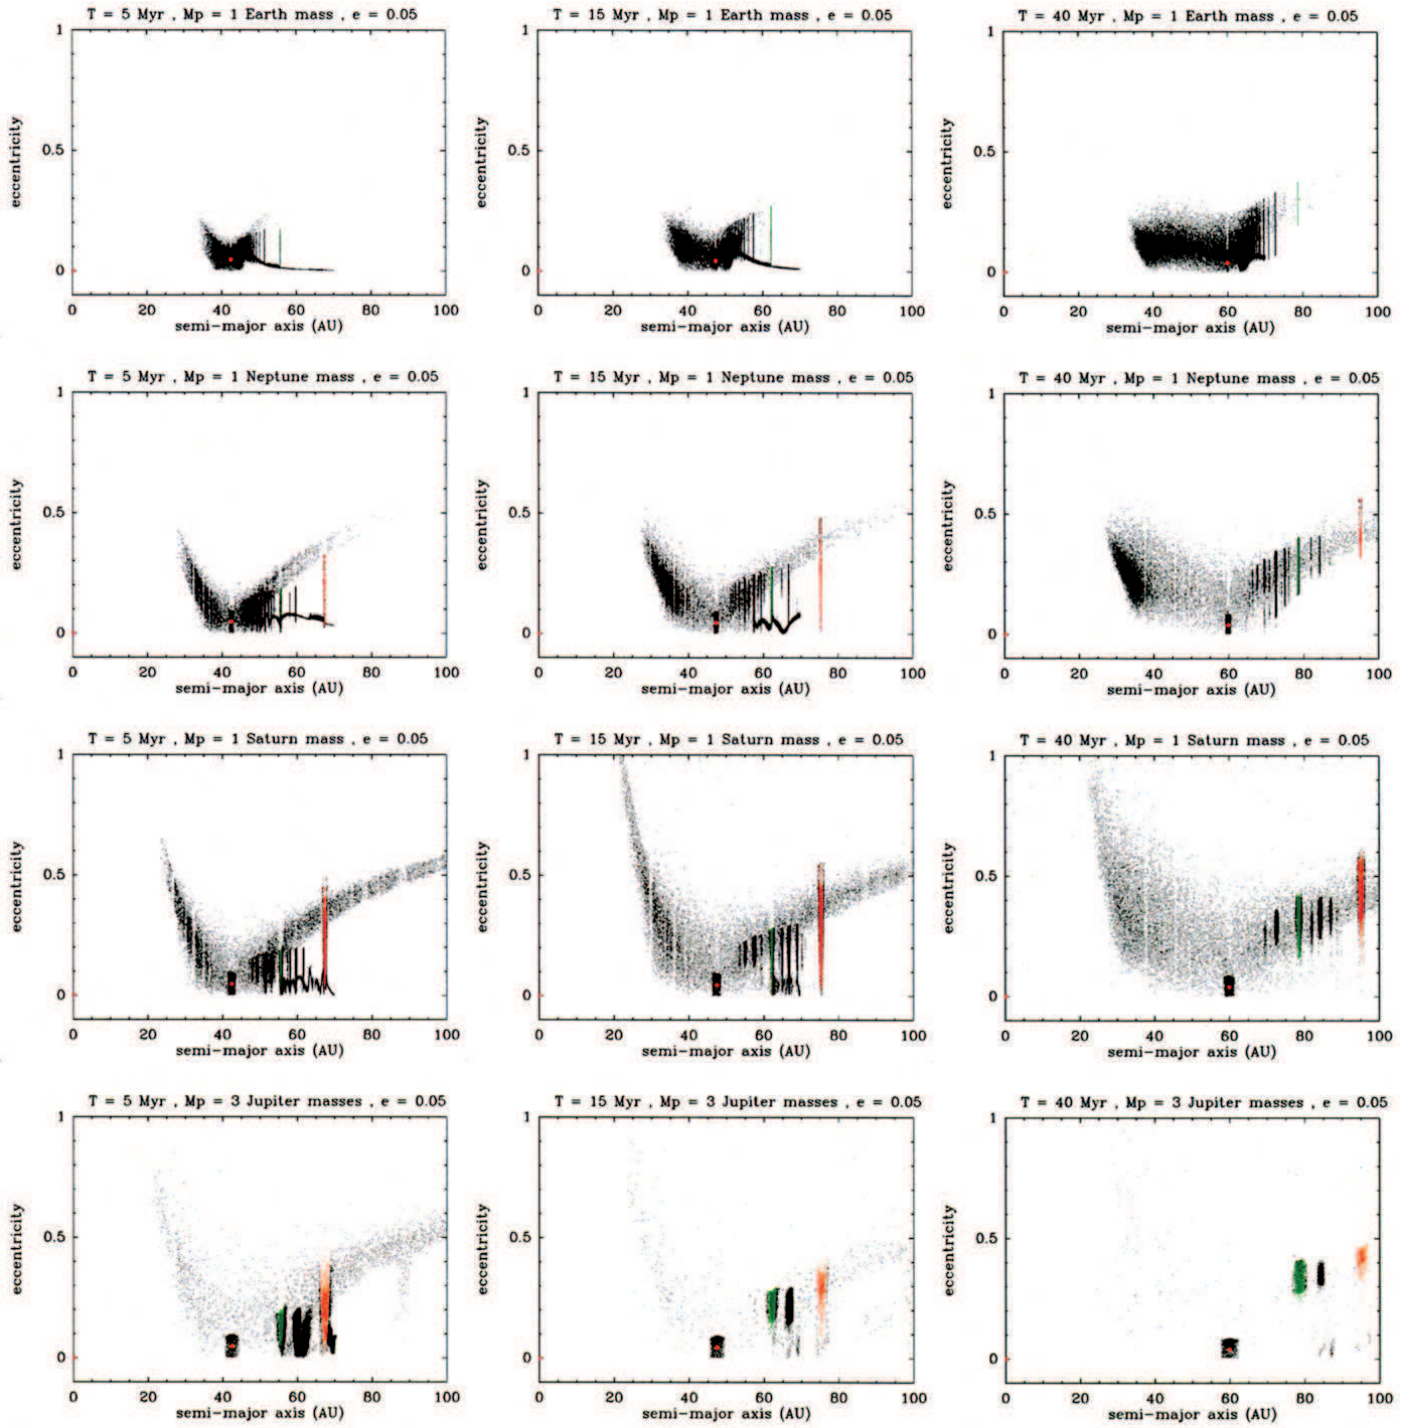 T = 5 Myr , Mp = 1 Earth mass , e = 0.05
T = 15 Myr , Mp = 1 Earth mass , e = 0.05
T = 40 Myr , Mp = 1 Earth mass , e = 0.05
1
0.5
0
eccentricity
0 20 40 60 80 100
semi-major axis (AU)
1
0.5
0
eccentricity
0 20 40 60 80 100
semi-major axis (AU)
1
0.5
0
eccentricity
0 20 40 60 80 100
semi-major axis (AU)
T = 5 Myr , Mp = 1 Neptune mass , e = 0.05
T = 15 Myr , Mp = 1 Neptune mass , e = 0.05
T = 40 Myr , Mp = 1 Neptune mass , e = 0.05
1
0.5
0
eccentricity
0 20 40 60 80 100
semi-major axis (AU)
1
0.5
0
eccentricity
0 20 40 60 80 100
semi-major axis (AU)
1
0.5
0
eccentricity
0 20 40 60 80 100
semi-major axis (AU)
T = 5 Myr , Mp = 1 Saturn mass , e = 0.05
T = 15 Myr , Mp = 1 Saturn mass , e = 0.05
T = 40 Myr , Mp = 1 Saturn mass , e = 0.05
1
0.5
0
eccentricity
0 20 40 60 80 100
semi-major axis (AU)
1
0.5
0
eccentricity
0 20 40 60 80 100
semi-major axis (AU)
1
0.5
0
eccentricity
0 20 40 60 80 100
semi-major axis (AU)
T = 5 Myr , Mp = 3 Jupiter masses , e = 0.05
T = 15 Myr , Mp = 3 Jupiter masses , e = 0.05
T = 40 Myr , Mp = 3 Jupiter masses , e = 0.05
1
0.5
0
eccentricity
0 20 40 60 80 100
semi-major axis (AU)
1
0.5
0
eccentricity
0 20 40 60 80 100
semi-major axis (AU)
1
0.5
0
eccentricity
0 20 40 60 80 100
semi-major axis (AU)